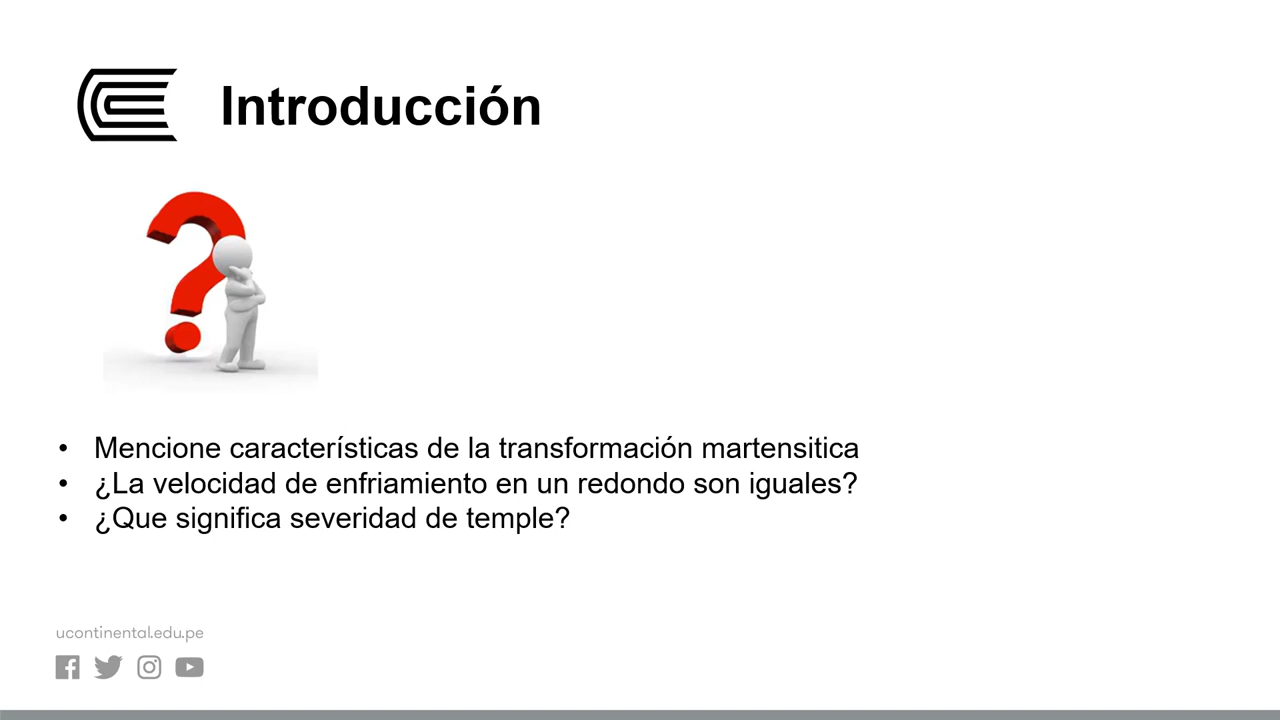 Introducción
• Mencione características de la transformación martensitica
• ¿La velocidad de enfriamiento en un redondo son iguales?
• ¿Que significa severidad de temple?
ucontinental.edu.pe